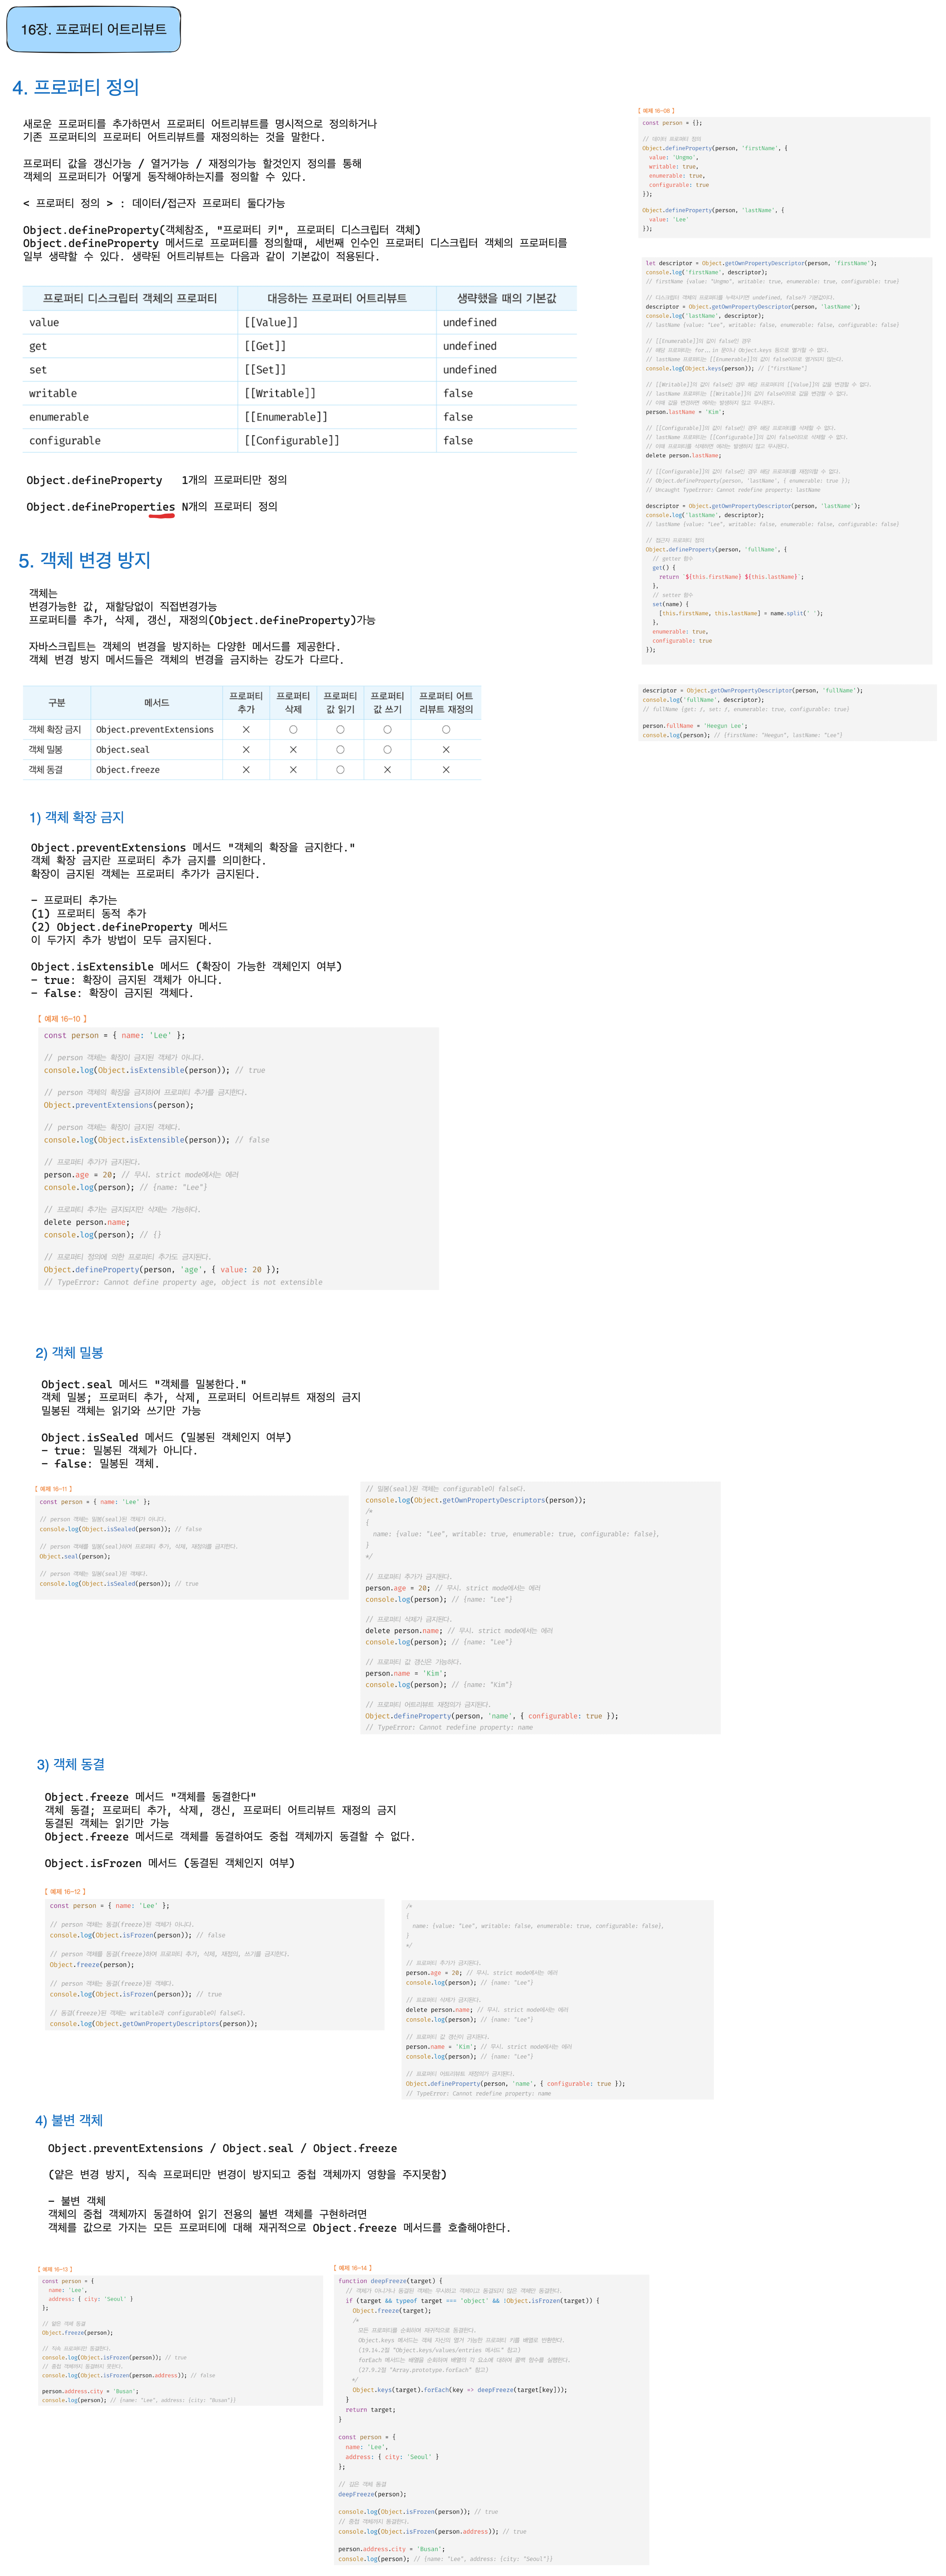 16장. 프로퍼티 어트리뷰트
4. 프로퍼티 정의
새로운 프로퍼티를 추가하면서 프로퍼티 어트리뷰트를 명시적으로 정의하거나
기존 프로퍼티의 프로퍼티 어트리뷰트를 재정의하는 것을 말한다.
프로퍼티 값을 갱신가능 / 열거가능 / 재정의가능 할것인지 정의를 통해
객체의 프로퍼티가 어떻게 동작해야하는지를 정의할 수 있다.
< 프로퍼티 정의 > : 데이터/접근자 프로퍼티 둘다가능
Object.defineProperty(객체참조, "프로퍼티 키", 프로퍼티 디스크립터 객체)
Object.defineProperty 메서드로 프로퍼티를 정의할때, 세번째 인수인 프로퍼티 디스크립터 객체의 프로퍼티를
일부 생략할 수 있다. 생략된 어트리뷰트는 다음과 같이 기본값이 적용된다.
프로퍼티 디스크립터 객체의 프로퍼티 대응하는 프로퍼티 어트리뷰트 생략했을 때의 기본값
value [[Value]] undefined
get [[Get]] undefined
set [[Set]] undefined
writable [[Writable]] false
enumerable [[Enumerable]] false
configurable [[Configurable]] false
Object.defineProperty 1개의 프로퍼티만 정의
Object.defineProperties N개의 프로퍼티 정의
[ 예제 16-08 ]
const person = {};
// 데이터 프로퍼티 정의
Object.defineProperty(person, 'firstName', {
value: 'Ungmo',
writable: true,
enumerable: true,
configurable: true
});
Object.defineProperty(person, 'lastName', {
value: 'Lee'
});
let descriptor = Object.getOwnPropertyDescriptor(person, 'firstName');
console.log('firstName', descriptor);
// firstName {value: "Ungmo", writable: true, enumerable: true, configurable: true}
// 디스크립터 객체의 프로퍼티를 누락시키면 undefined, false가 기본값이다.
descriptor = Object.getOwnPropertyDescriptor(person, 'lastName');
console.log('lastName', descriptor);
// lastName {value: "Lee", writable: false, enumerable: false, configurable: false}
// [[Enumerable]]의 값이 false인 경우
// 해당 프로퍼티는 for...in 문이나 Object.keys 등으로 열거할 수 없다.
// lastName 프로퍼티는 [[Enumerable]]의 값이 false이므로 열거되지 않는다.
console.log(Object.keys(person)); // ["firstName"]
// [[Writable]]의 값이 false인 경우 해당 프로퍼티의 [[Value]]의 값을 변경할 수 없다.
// lastName 프로퍼티는 [[Writable]]의 값이 false이므로 값을 변경할 수 없다.
// 이때 값을 변경하면 에러는 발생하지 않고 무시된다.
person.lastName = 'Kim';
// [[Configurable]]의 값이 false인 경우 해당 프로퍼티를 삭제할 수 없다.
// lastName 프로퍼티는 [[Configurable]]의 값이 false이므로 삭제할 수 없다.
// 이때 프로퍼티를 삭제하면 에러는 발생하지 않고 무시된다.
delete person.lastName;
// [[Configurable]]의 값이 false인 경우 해당 프로퍼티를 재정의할 수 없다.
// Object.defineProperty(person, 'lastName', { enumerable: true });
// Uncaught TypeError: Cannot redefine property: lastName
descriptor = Object.getOwnPropertyDescriptor(person, 'lastName');
console.log('lastName', descriptor);
// lastName {value: "Lee", writable: false, enumerable: false, configurable: false}
// 접근자 프로퍼티 정의
Object.defineProperty(person, 'fullName', {
// getter 함수
get() {
return `${this.firstName} ${this.lastName}`;
},
// setter 함수
set(name) {
[this.firstName, this.lastName] = name.split(' ');
},
enumerable: true,
configurable: true
});
descriptor = Object.getOwnPropertyDescriptor(person, 'fullName');
console.log('fullName', descriptor);
// fullName {get: ƒ, set: ƒ, enumerable: true, configurable: true}
person.fullName = 'Heegun Lee';
console.log(person); // {firstName: "Heegun", lastName: "Lee"}
5. 객체 변경 방지
객체는
변경가능한 값, 재할당없이 직접변경가능
프로퍼티를 추가, 삭제, 갱신, 재정의(Object.defineProperty)가능
자바스크립트는 객체의 변경을 방지하는 다양한 메서드를 제공한다.
객체 변경 방지 메서드들은 객체의 변경을 금지하는 강도가 다르다.
구분 메서드 프로퍼티 추가 프로퍼티 삭제 프로퍼티 값 읽기 프로퍼티 값 쓰기 프로퍼티 어트리뷰트 재정의
객체 확장 금지 Object.preventExtensions × ○ ○ ○ ○
객체 밀봉 Object.seal × × ○ ○ ×
객체 동결 Object.freeze × × ○ × ×
1) 객체 확장 금지
Object.preventExtensions 메서드 "객체의 확장을 금지한다."
객체 확장 금지란 프로퍼티 추가 금지를 의미한다.
확장이 금지된 객체는 프로퍼티 추가가 금지된다.
- 프로퍼티 추가는
(1) 프로퍼티 동적 추가
(2) Object.defineProperty 메서드
이 두가지 추가 방법이 모두 금지된다.
Object.isExtensible 메서드 (확장이 가능한 객체인지 여부)
- true: 확장이 금지된 객체가 아니다.
- false: 확장이 금지된 객체다.
[ 예제 16-10 ]
const person = { name: 'Lee' };
// person 객체는 확장이 금지된 객체가 아니다.
console.log(Object.isExtensible(person)); // true
// person 객체의 확장을 금지하여 프로퍼티 추가를 금지한다.
Object.preventExtensions(person);
// person 객체는 확장이 금지된 객체다.
console.log(Object.isExtensible(person)); // false
// 프로퍼티 추가가 금지된다.
person.age = 20; // 무시. strict mode에서는 에러
console.log(person); // {name: "Lee"}
// 프로퍼티 추가는 금지되지만 삭제는 가능하다.
delete person.name;
console.log(person); // {}
// 프로퍼티 정의에 의한 프로퍼티 추가도 금지된다.
Object.defineProperty(person, 'age', { value: 20 });
// TypeError: Cannot define property age, object is not extensible
2) 객체 밀봉
Object.seal 메서드 "객체를 밀봉한다."
객체 밀봉; 프로퍼티 추가, 삭제, 프로퍼티 어트리뷰트 재정의 금지
밀봉된 객체는 읽기와 쓰기만 가능
Object.isSealed 메서드 (밀봉된 객체인지 여부)
- true: 밀봉된 객체가 아니다.
- false: 밀봉된 객체.
[ 예제 16-11 ]
const person = { name: 'Lee' };
// person 객체는 밀봉(seal)된 객체가 아니다.
console.log(Object.isSealed(person)); // false
// person 객체를 밀봉(seal)하여 프로퍼티 추가, 삭제, 재정의를 금지한다.
Object.seal(person);
// person 객체는 밀봉(seal)된 객체다.
console.log(Object.isSealed(person)); // true
// 밀봉(seal)된 객체는 configurable이 false다.
console.log(Object.getOwnPropertyDescriptors(person));
/*
{
name: {value: "Lee", writable: true, enumerable: true, configurable: false},
}
*/
// 프로퍼티 추가가 금지된다.
person.age = 20; // 무시. strict mode에서는 에러
console.log(person); // {name: "Lee"}
// 프로퍼티 삭제가 금지된다.
delete person.name; // 무시. strict mode에서는 에러
console.log(person); // {name: "Lee"}
// 프로퍼티 값 갱신은 가능하다.
person.name = 'Kim';
console.log(person); // {name: "Kim"}
// 프로퍼티 어트리뷰트 재정의가 금지된다.
Object.defineProperty(person, 'name', { configurable: true });
// TypeError: Cannot redefine property: name
3) 객체 동결
Object.freeze 메서드 "객체를 동결한다"
객체 동결; 프로퍼티 추가, 삭제, 갱신, 프로퍼티 어트리뷰트 재정의 금지
동결된 객체는 읽기만 가능
Object.freeze 메서드로 객체를 동결하여도 중첩 객체까지 동결할 수 없다.
Object.isFrozen 메서드 (동결된 객체인지 여부)
[ 예제 16-12 ]
const person = { name: 'Lee' };
// person 객체는 동결(freeze)된 객체가 아니다.
console.log(Object.isFrozen(person)); // false
// person 객체를 동결(freeze)하여 프로퍼티 추가, 삭제, 재정의, 쓰기를 금지한다.
Object.freeze(person);
// person 객체는 동결(freeze)된 객체다.
console.log(Object.isFrozen(person)); // true
// 동결(freeze)된 객체는 writable과 configurable이 false다.
console.log(Object.getOwnPropertyDescriptors(person));
/*
{
name: {value: "Lee", writable: false, enumerable: true, configurable: false},
}
*/
// 프로퍼티 추가가 금지된다.
person.age = 20; // 무시. strict mode에서는 에러
console.log(person); // {name: "Lee"}
// 프로퍼티 삭제가 금지된다.
delete person.name; // 무시. strict mode에서는 에러
console.log(person); // {name: "Lee"}
// 프로퍼티 값 갱신이 금지된다.
person.name = 'Kim'; // 무시. strict mode에서는 에러
console.log(person); // {name: "Lee"}
// 프로퍼티 어트리뷰트 재정의가 금지된다.
Object.defineProperty(person, 'name', { configurable: true });
// TypeError: Cannot redefine property: name
4) 불변 객체
Object.preventExtensions / Object.seal / Object.freeze
(얕은 변경 방지, 직속 프로퍼티만 변경이 방지되고 중첩 객체까지 영향을 주지못함)
- 불변 객체
객체의 중첩 객체까지 동결하여 읽기 전용의 불변 객체를 구현하려면
객체를 값으로 가지는 모든 프로퍼티에 대해 재귀적으로 Object.freeze 메서드를 호출해야한다.
[ 예제 16-13 ]
const person = {
name: 'Lee',
address: { city: 'Seoul' }
};
// 얕은 객체 동결
Object.freeze(person);
// 직속 프로퍼티만 동결한다.
console.log(Object.isFrozen(person)); // true
// 중첩 객체까지 동결하지 못한다.
console.log(Object.isFrozen(person.address)); // false
person.address.city = 'Busan';
console.log(person); // {name: "Lee", address: {city: "Busan"}}
[ 예제 16-14 ]
function deepFreeze(target) {
// 객체가 아니거나 동결된 객체는 무시하고 객체이고 동결되지 않은 객체만 동결한다.
if (target && typeof target === 'object' && !Object.isFrozen(target)) {
Object.freeze(target);
/*
모든 프로퍼티를 순회하며 재귀적으로 동결한다.
Object.keys 메서드는 객체 자신의 열거 가능한 프로퍼티 키를 배열로 반환한다.
(19.14.2절 "Object.keys/values/entries 메서드" 참고)
forEach 메서드는 배열을 순회하며 배열의 각 요소에 대하여 콜백 함수를 실행한다.
(27.9.2절 "Array.prototype.forEach" 참고)
*/
Object.keys(target).forEach(key => deepFreeze(target[key]));
}
return target;
}
const person = {
name: 'Lee',
address: { city: 'Seoul' }
};
// 깊은 객체 동결
deepFreeze(person);
console.log(Object.isFrozen(person)); // true
// 중첩 객체까지 동결한다.
console.log(Object.isFrozen(person.address)); // true
person.address.city = 'Busan';
console.log(person); // {name: "Lee", address: {city: "Seoul"}}